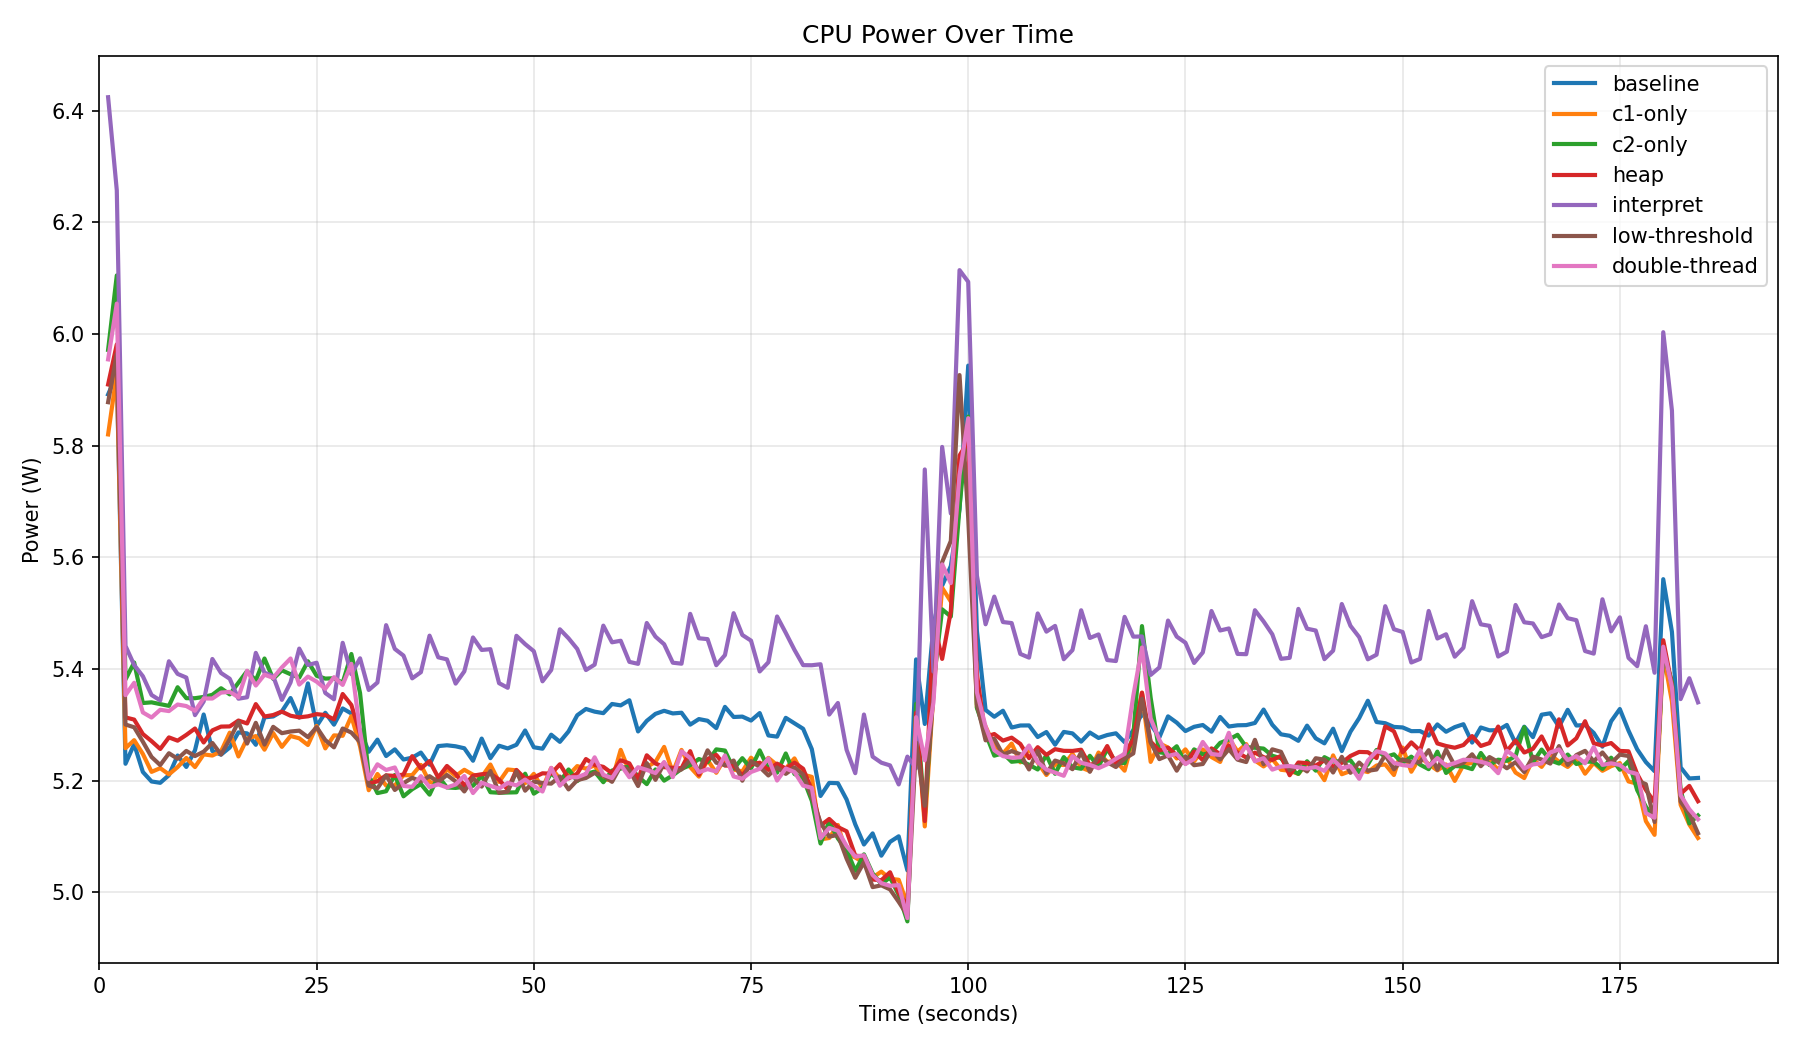 CPU Power Over Time
Power (W)
6.4
6.2
6.0
5.8
5.6
5.4
5.2
5.0
baseline
c1-only
c2-only
heap
interpret
low-threshold
double-thread
0
25
50
75
100
125
150
175
Time (seconds)